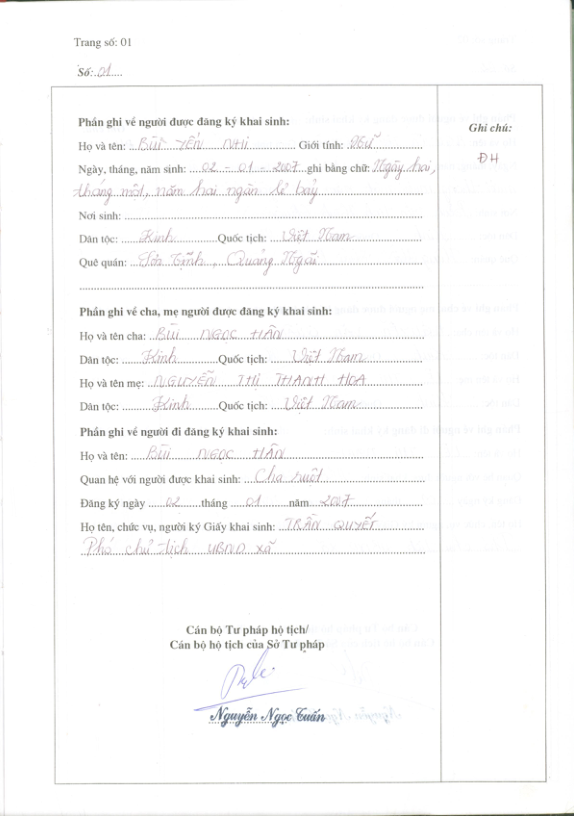 Trang số: 01
Số: 01
Phần ghi về người được đăng ký khai sinh:
Ghi chú:
Họ và tên: BÙI YẾN NHI Giới tính: Nữ
ĐH
Ngày, tháng, năm sinh: 02 - 01 - 2007 ghi bằng chữ: Ngày hai,
tháng một, năm hai ngàn lẻ bảy
Nơi sinh:
Dân tộc: Kinh Quốc tịch: Việt Nam
Quê quán: Tịnh, Quảng Ngãi
Phần ghi về cha, mẹ người được đăng ký khai sinh:
Họ và tên cha: BÙI NGỌC HÂN
Dân tộc: Kinh Quốc tịch: Việt Nam
Họ và tên mẹ: NGUYỄN THỊ THANH HOA
Dân tộc: Kinh Quốc tịch: Việt Nam
Phần ghi về người đi đăng ký khai sinh:
Họ và tên: BÙI NGỌC HÂN
Quan hệ với người được khai sinh: Cha ruột
Đăng ký ngày 02 tháng 01 năm 2007
Họ tên, chức vụ, người ký Giấy khai sinh: TRẦN QUYẾT
Phó chủ tịch UBND xã
Cán bộ Tư pháp hộ tịch/
Cán bộ hộ tịch của Sở Tư pháp
Nguyễn Ngọc Tuấn